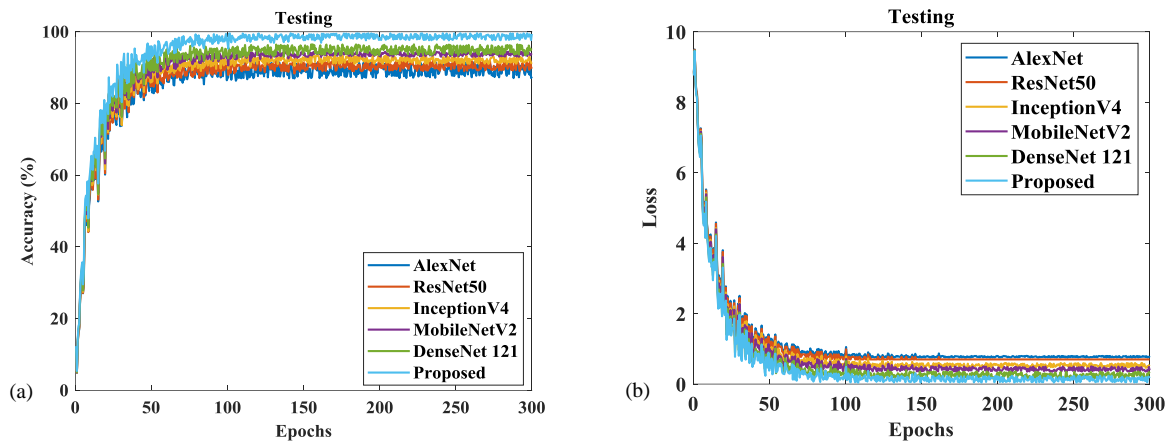 Testing
Accuracy (%)
100
80
60
40
20
0
0 50 100 150 200 250 300
Epochs
AlexNet
ResNet50
InceptionV4
MobileNetV2
DenseNet 121
Proposed
(a)
Testing
Loss
10
8
6
4
2
0
0 50 100 150 200 250 300
Epochs
AlexNet
ResNet50
InceptionV4
MobileNetV2
DenseNet 121
Proposed
(b)